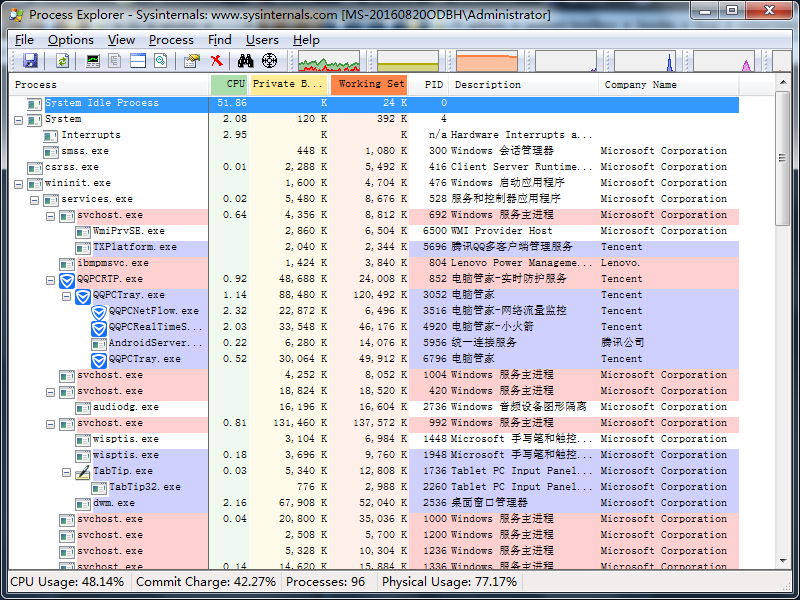 Process Explorer - Sysinternals: www.sysinternals.com [MS-20160820ODBH\Administrator]
File Options View Process Find Users Help
Process CPU Private B... Working Set PID Description Company Name
System Idle Process 51.86 K 24 K 0
System 2.08 120 K 392 K 4
Interrupts 2.95 K K n/a Hardware Interrupts a...
smss.exe 448 K 1,080 K 300 Windows 会话管理器 Microsoft Corporation
csrss.exe 0.01 2,288 K 5,492 K 416 Client Server Runtime... Microsoft Corporation
wininit.exe 1,600 K 4,704 K 476 Windows 启动应用程序 Microsoft Corporation
services.exe 0.02 5,480 K 8,676 K 528 服务和控制器应用程序 Microsoft Corporation
svchost.exe 0.64 4,356 K 8,812 K 692 Windows 服务主进程 Microsoft Corporation
WmiPrvSE.exe 2,860 K 6,504 K 6500 WMI Provider Host Microsoft Corporation
TXPlatform.exe 2,040 K 2,344 K 5696 腾讯QQ多客户端管理服务 Tencent
ibmpmsvc.exe 1,424 K 3,840 K 804 Lenovo Power Manageme... Lenovo.
QQPCRTP.exe 0.92 48,688 K 24,008 K 852 电脑管家-实时防护服务 Tencent
QQPCTray.exe 1.14 88,480 K 120,492 K 3052 电脑管家 Tencent
QQPCNetFlow.exe 2.32 22,872 K 6,496 K 3516 电脑管家-网络流量监控 Tencent
QQPCRealTimeS... 2.03 33,548 K 46,176 K 4920 电脑管家-小火箭 Tencent
AndroidServer... 0.22 6,280 K 14,076 K 5956 统一连接服务 腾讯公司
QQPCTray.exe 0.52 30,064 K 49,912 K 6796 电脑管家 Tencent
svchost.exe 4,252 K 8,052 K 1004 Windows 服务主进程 Microsoft Corporation
svchost.exe 18,824 K 18,520 K 420 Windows 服务主进程 Microsoft Corporation
audiodg.exe 16,196 K 16,604 K 2736 Windows 音频设备图形隔离 Microsoft Corporation
svchost.exe 0.81 131,460 K 137,572 K 992 Windows 服务主进程 Microsoft Corporation
wisptis.exe 3,104 K 6,984 K 1448 Microsoft 手写笔和触控... Microsoft Corporation
wisptis.exe 0.18 3,696 K 9,760 K 1948 Microsoft 手写笔和触控... Microsoft Corporation
TabTip.exe 0.03 5,340 K 12,808 K 1736 Tablet PC Input Panel... Microsoft Corporation
TabTip32.exe 776 K 2,988 K 2260 Tablet PC Input Panel... Microsoft Corporation
dwm.exe 2.16 67,908 K 52,040 K 2536 桌面窗口管理器 Microsoft Corporation
svchost.exe 0.04 20,800 K 35,036 K 1000 Windows 服务主进程 Microsoft Corporation
svchost.exe 2,508 K 5,700 K 1200 Windows 服务主进程 Microsoft Corporation
svchost.exe 5,328 K 10,304 K 1236 Windows 服务主进程 Microsoft Corporation
svchost.exe 0.14 14,620 K 15,884 K 1336 Windows 服务主进程 Microsoft Corporation
CPU Usage: 48.14% Commit Charge: 42.27% Processes: 96 Physical Usage: 77.17%